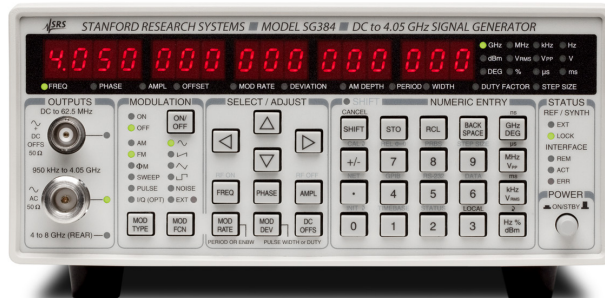 SRS STANFORD RESEARCH SYSTEMS MODEL SG384 DC to 4.05 GHz SIGNAL GENERATOR
4.050 000 000 000
GHz MHz kHz Hz
dBm VRMS VPP V
DEG % µs ms
FREQ PHASE AMPL OFFSET MOD RATE DEVIATION AM DEPTH PERIOD WIDTH DUTY FACTOR STEP SIZE
OUTPUTS
DC to 62.5 MHz
DC
OFFS
50 Ω
950 kHz to 4.05 GHz
AC
50 Ω
4 to 8 GHz (REAR)
MODULATION
ON
OFF
ON/
OFF
AM
FM
ΦM
SWEEP
PULSE NOISE
I/Q (OPT) EXT
MOD
TYPE
MOD
FCN
SELECT / ADJUST
RF ON RF OFF
FREQ PHASE AMPL
MOD
RATE
MOD
DEV
DC
OFFS
PERIOD OR ENBW PULSE WIDTH or DUTY
SHIFT NUMERIC ENTRY
CANCEL ns
SHIFT STO RCL BACK
SPACE GHz
DEG
µs
+/- 7 8 9 MHz
VPP
ms
• 4 5 6 kHz
VRMS
LOCAL
0 1 2 3 Hz %
dBm
STATUS
REF / SYNTH
EXT
LOCK
INTERFACE
REM
ACT
ERR
POWER
ON/STBY